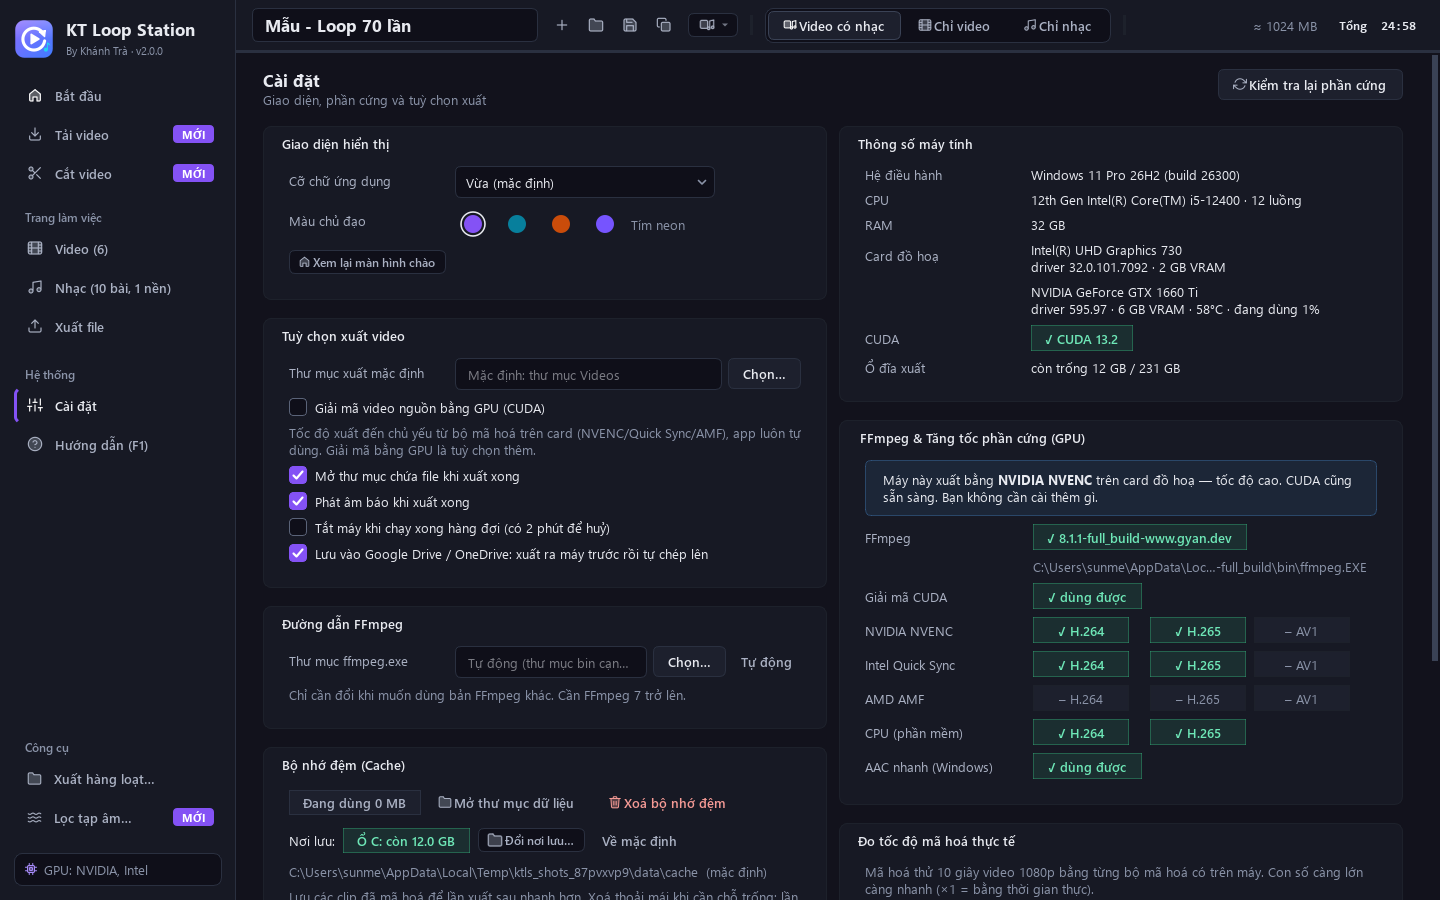 KT Loop Station
By Khánh Trà · v2.0.0
Bắt đầu
Tải video
MỚI
Cắt video
MỚI
Trang làm việc
Video (6)
Nhạc (10 bài, 1 nền)
Xuất file
Hệ thống
Cài đặt
Hướng dẫn (F1)
Công cụ
Xuất hàng loạt...
Lọc tạp âm...
MỚI
GPU: NVIDIA, Intel
Mẫu - Loop 70 lần
Video có nhạc
Chỉ video
Chỉ nhạc
≈ 1024 MB
Tổng
24:58
Cài đặt
Giao diện, phần cứng và tuỳ chọn xuất
Kiểm tra lại phần cứng
Giao diện hiển thị
Cỡ chữ ứng dụng
Vừa (mặc định)
Màu chủ đạo
Tím neon
Xem lại màn hình chào
Tuỳ chọn xuất video
Thư mục xuất mặc định
Mặc định: thư mục Videos
Chọn...
Giải mã video nguồn bằng GPU (CUDA)
Tốc độ xuất đến chủ yếu từ bộ mã hoá trên card (NVENC/Quick Sync/AMF), app luôn tự
dùng. Giải mã bằng GPU là tuỳ chọn thêm.
Mở thư mục chứa file khi xuất xong
Phát âm báo khi xuất xong
Tắt máy khi chạy xong hàng đợi (có 2 phút để huỷ)
Lưu vào Google Drive / OneDrive: xuất ra máy trước rồi tự chép lên
Đường dẫn FFmpeg
Thư mục ffmpeg.exe
Tự động (thư mục bin cạn...
Chọn...
Tự động
Chỉ cần đổi khi muốn dùng bản FFmpeg khác. Cần FFmpeg 7 trở lên.
Bộ nhớ đệm (Cache)
Đang dùng 0 MB
Mở thư mục dữ liệu
Xoá bộ nhớ đệm
Nơi lưu:
Ổ C: còn 12.0 GB
Đổi nơi lưu...
Về mặc định
C:\Users\sunme\AppData\Local\Temp\ktls_shots_87pvxvp9\data\cache (mặc định)
Lưu các clip đã mã hoá để lần xuất sau nhanh hơn. Xoá thoải mái khi cần chỗ trống; lần
Thông số máy tính
Hệ điều hành
Windows 11 Pro 26H2 (build 26300)
CPU
12th Gen Intel(R) Core(TM) i5-12400 · 12 luồng
RAM
32 GB
Card đồ hoạ
Intel(R) UHD Graphics 730
driver 32.0.101.7092 · 2 GB VRAM
NVIDIA GeForce GTX 1660 Ti
driver 595.97 · 6 GB VRAM · 58°C · đang dùng 1%
CUDA
✓ CUDA 13.2
Ổ đĩa xuất
còn trống 12 GB / 231 GB
FFmpeg & Tăng tốc phần cứng (GPU)
Máy này xuất bằng NVIDIA NVENC trên card đồ hoạ — tốc độ cao. CUDA cũng
sẵn sàng. Bạn không cần cài thêm gì.
FFmpeg
✓ 8.1.1-full_build-www.gyan.dev
C:\Users\sunme\AppData\Loc...-full_build\bin\ffmpeg.EXE
Giải mã CUDA
✓ dùng được
NVIDIA NVENC
✓ H.264
✓ H.265
– AV1
Intel Quick Sync
✓ H.264
✓ H.265
– AV1
AMD AMF
– H.264
– H.265
– AV1
CPU (phần mềm)
✓ H.264
✓ H.265
AAC nhanh (Windows)
✓ dùng được
Đo tốc độ mã hoá thực tế
Mã hoá thử 10 giây video 1080p bằng từng bộ mã hoá có trên máy. Con số càng lớn
càng nhanh (×1 = bằng thời gian thực).